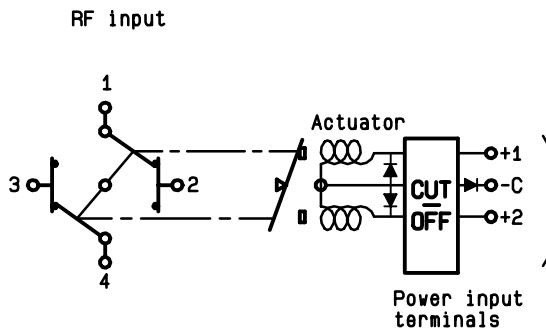 RF input
1
Actuator
+1
3
2
CUT
-C
OFF
+2
4
Power input
terminals